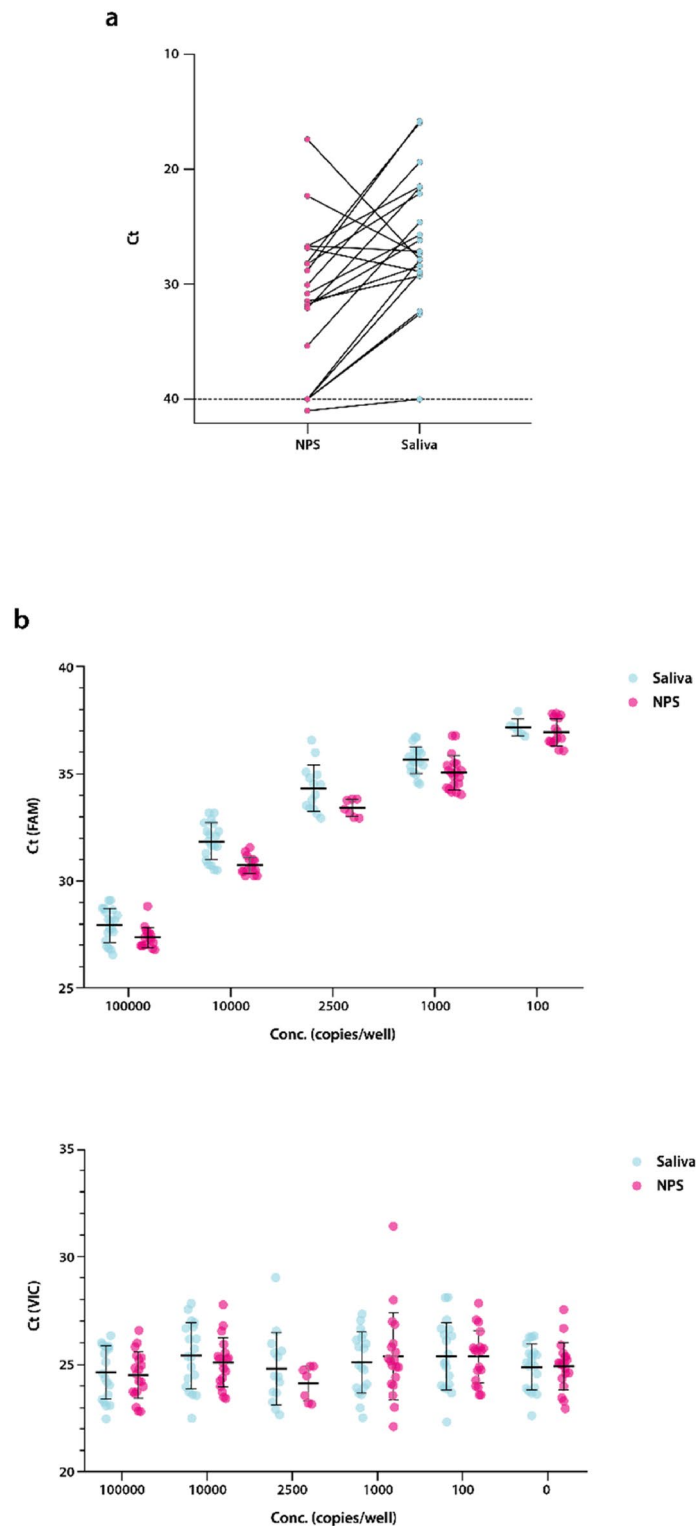 a
10
20
30
40
Ct
NPS
Saliva
b
40
35
30
25
Ct (FAM)
100000
10000
2500
1000
100
Conc. (copies/well)
Saliva
NPS
35
30
25
20
Ct (VIC)
100000
10000
2500
1000
100
0
Conc. (copies/well)
Saliva
NPS